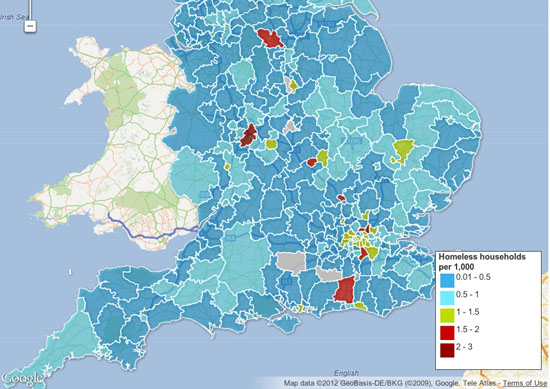 Irish Sea
Homeless households
per 1,000
0.01 - 0.5
0.5 - 1
1 - 1.5
1.5 - 2
2 - 3
Google
English
Map data ©2012 GeoBasis-DE/BKG (©2009), Google, Tele Atlas - Terms of Use